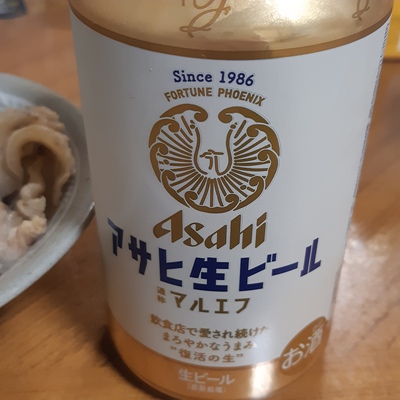 Since 1986
FORTUNE PHOENIX
Asahi
アサヒ生ビール
通称 マルエフ
飲食店で愛され続けた
まろやかなうまみ
"復活の生"
お酒
生ビール